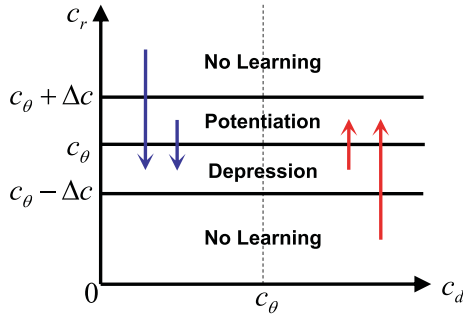 c_r
No Learning
c_θ + Δc
Potentiation
c_θ
Depression
c_θ − Δc
No Learning
0
c_θ
c_d